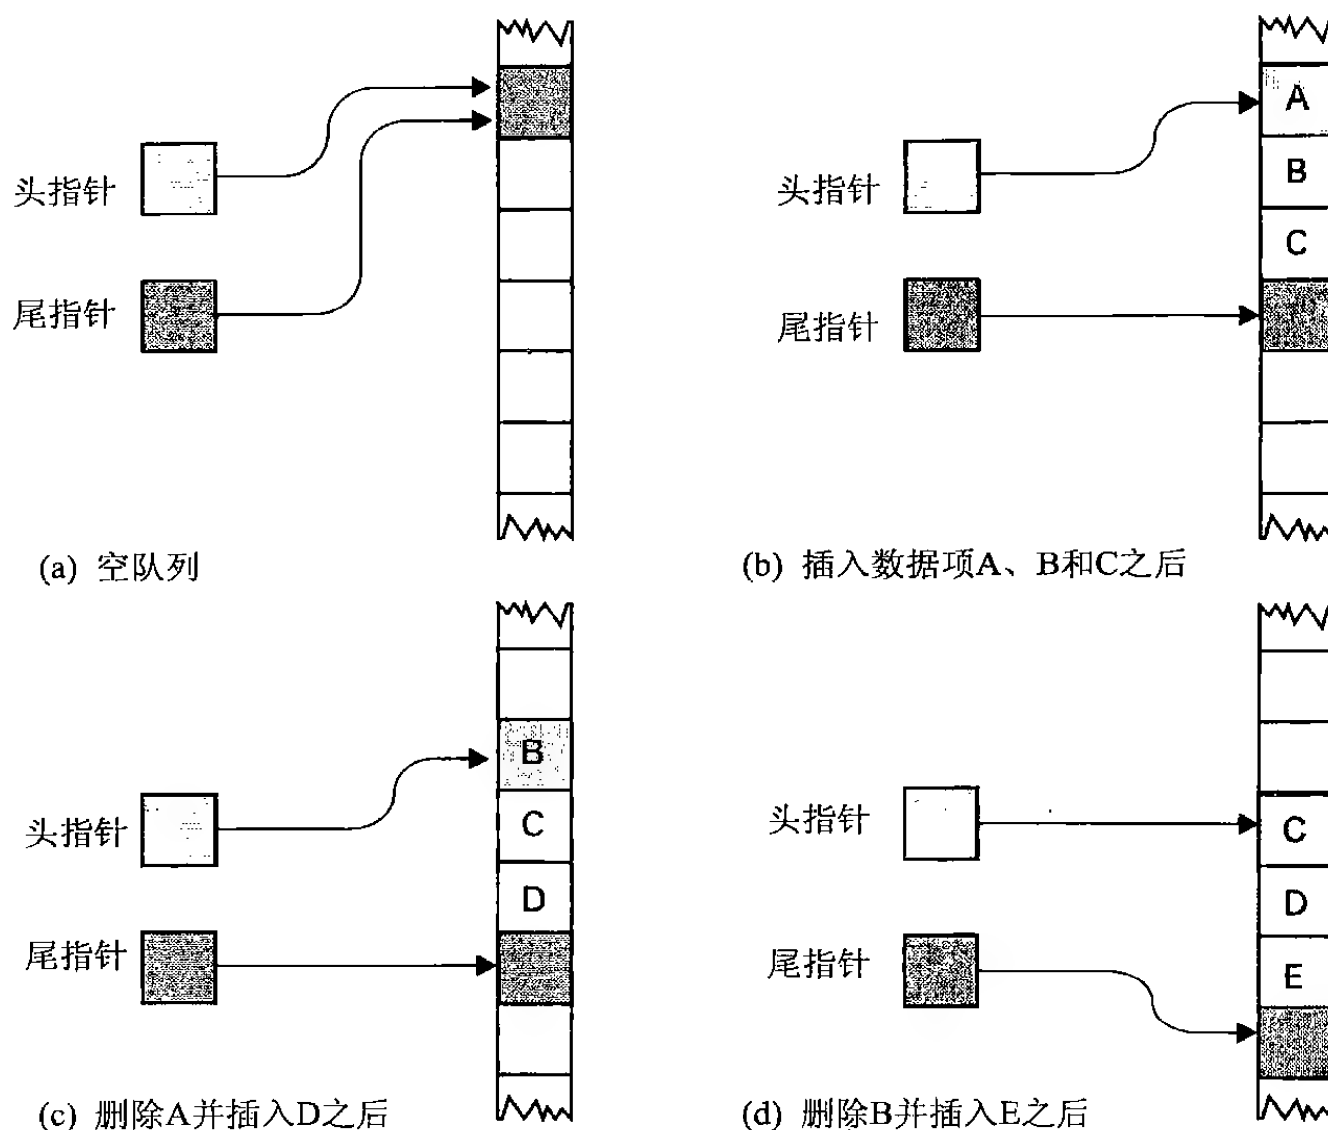 头指针
尾指针
(a) 空队列
A
B
C
头指针
尾指针
(b) 插入数据项A、B和C之后
B
C
D
头指针
尾指针
(c) 删除A并插入D之后
C
D
E
头指针
尾指针
(d) 删除B并插入E之后